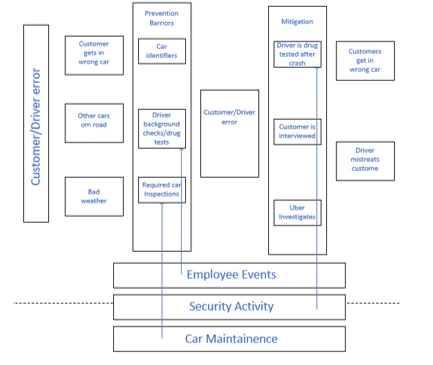 Customer/Driver error
Customer
gets in
wrong car
Other cars
om road
Bad
weather
Prevention
Barriors
Car
identifiers
Driver
background
checks/drug
tests
Required car
Inspections
Customer/Driver
error
Mitigation
Driver is drug
tested after
crash
Customer is
interviewed
Uber
Investigates
Customers
get in
wrong car
Driver
mistreats
custome
Employee Events
Security Activity
Car Maintainence